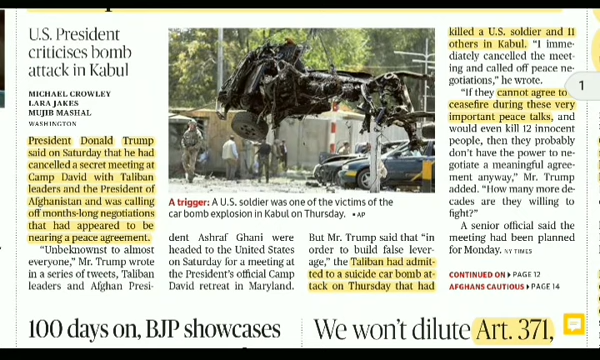 U.S. President
criticises bomb
attack in Kabul
MICHAEL CROWLEY
LARA JAKES
MUJIB MASHAL
WASHINGTON
President Donald Trump
said on Saturday that he had
cancelled a secret meeting at
Camp David with Taliban
leaders and the President of
Afghanistan and was calling
off months-long negotiations
that had appeared to be
nearing a peace agreement.
"Unbeknownst to almost
everyone," Mr. Trump wrote
in a series of tweets, Taliban
leaders and Afghan Presi-
A trigger: A U.S. soldier was one of the victims of the
car bomb explosion in Kabul on Thursday. • AP
dent Ashraf Ghani were
headed to the United States
on Saturday for a meeting at
the President's official Camp
David retreat in Maryland.
But Mr. Trump said that "in
order to build false lever-
age," the Taliban had admit-
ted to a suicide car bomb at-
tack on Thursday that had
killed a U.S. soldier and 11
others in Kabul. "I imme-
diately cancelled the meet-
ing and called off peace ne-
gotiations," he wrote.
"If they cannot agree to
ceasefire during these very
important peace talks, and
would even kill 12 innocent
people, then they probably
don't have the power to ne-
gotiate a meaningful agree-
ment anyway," Mr. Trump
added. "How many more de-
cades are they willing to
fight?"
A senior official said the
meeting had been planned
for Monday. NY TIMES
CONTINUED ON PAGE 12
AFGHANS CAUTIOUS PAGE 14
1
100 days on, BJP showcases
We won't dilute Art. 371,